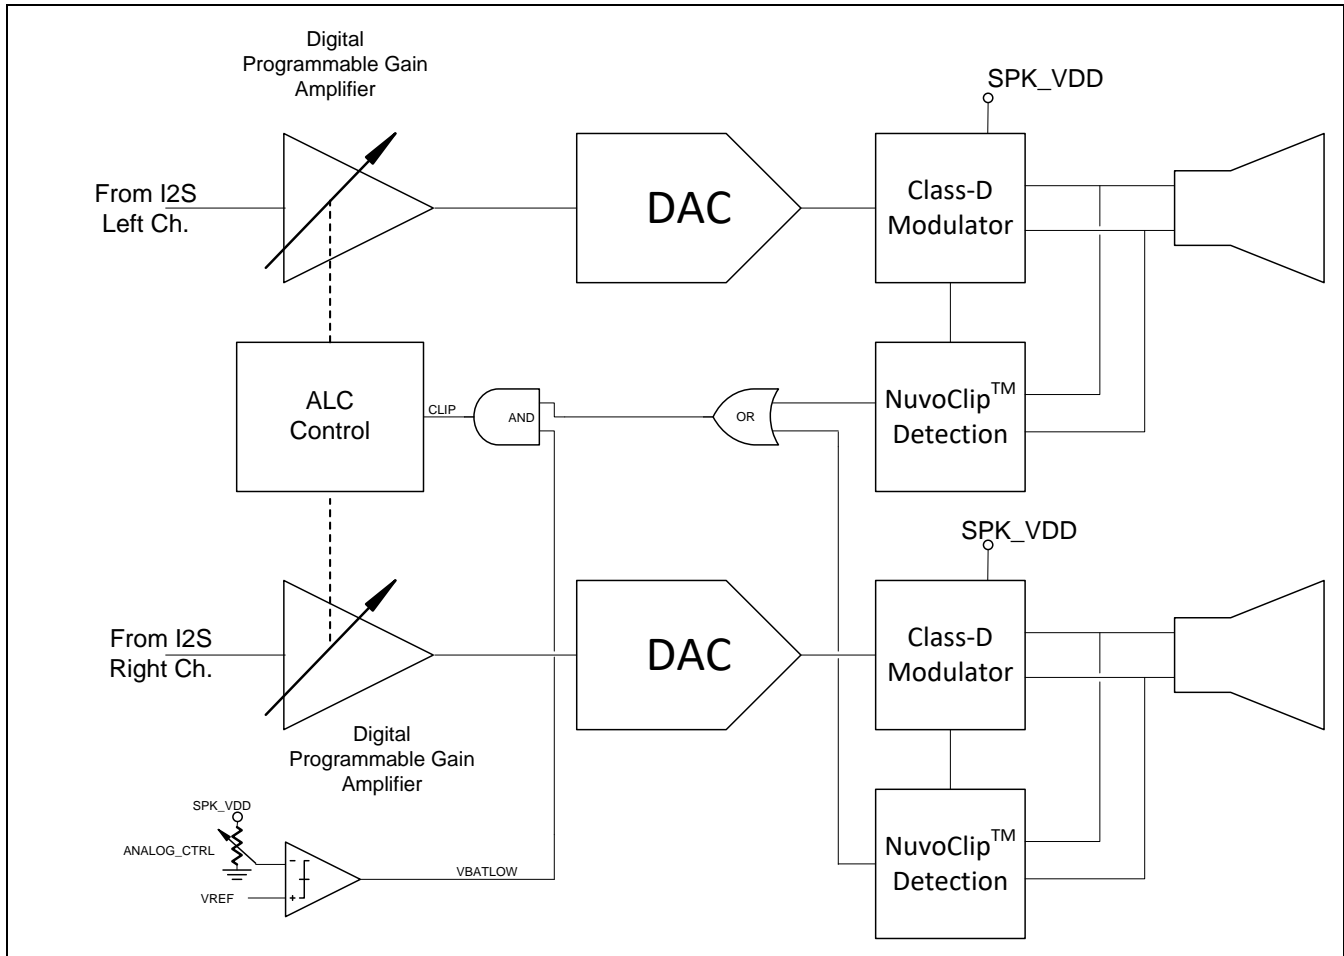 Digital
Programmable Gain
Amplifier
SPK_VDD
From I2S
Left Ch.
DAC
Class-D
Modulator
ALC
Control
CLIP
AND
OR
NuvoClip™
Detection
SPK_VDD
From I2S
Right Ch.
DAC
Class-D
Modulator
Digital
Programmable Gain
Amplifier
SPK_VDD
ANALOG_CTRL
-
VREF
+
VBATLOW
NuvoClip™
Detection